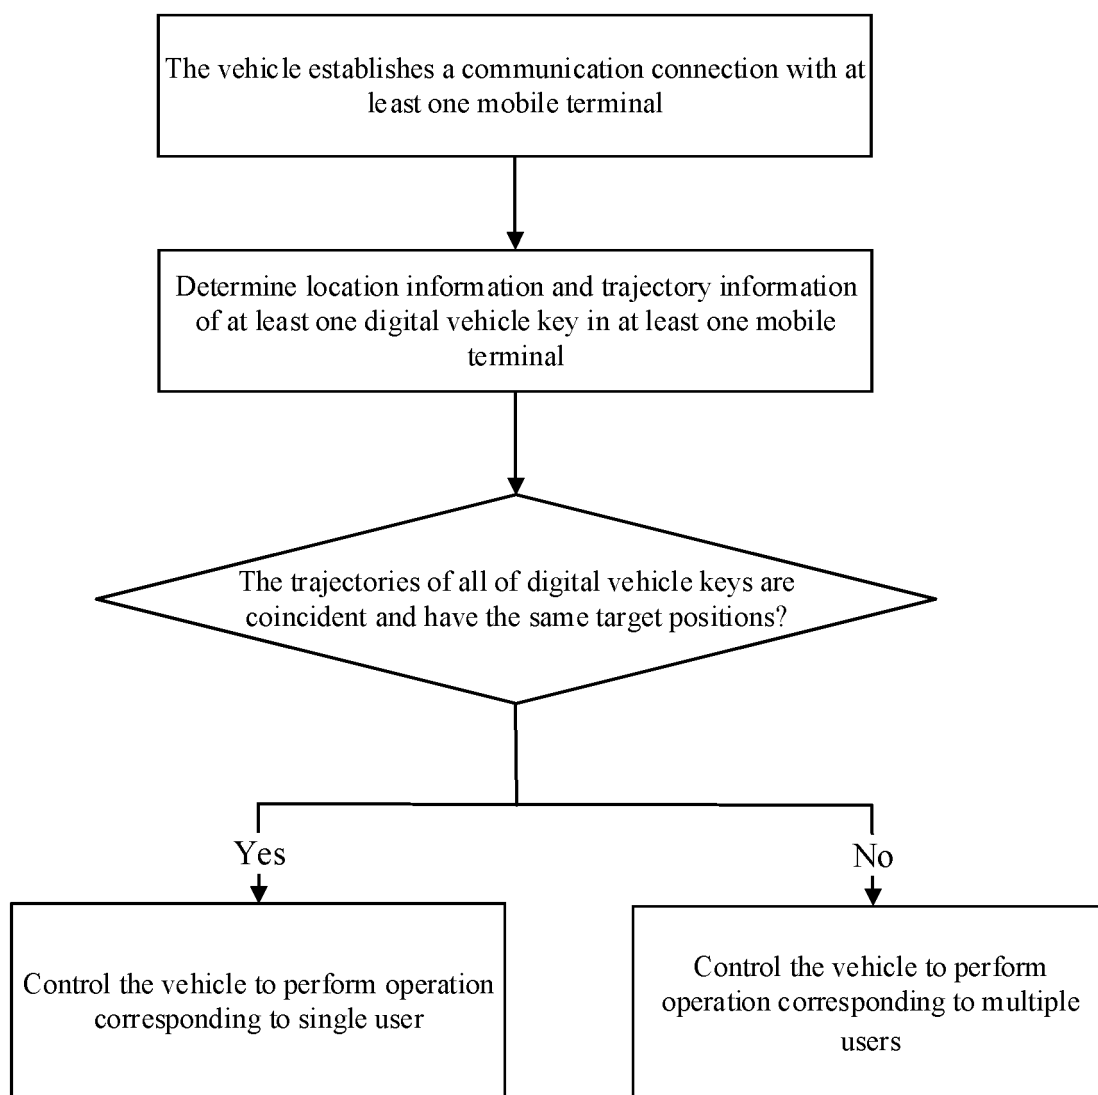 The vehicle establishes a communication connection with at
least one mobile terminal
Determine location information and trajectory information
of at least one digital vehicle key in at least one mobile
terminal
The trajectories of all of digital vehicle keys are
coincident and have the same target positions?
Yes
No
Control the vehicle to perform operation
corresponding to single user
Control the vehicle to perform
operation corresponding to multiple
users